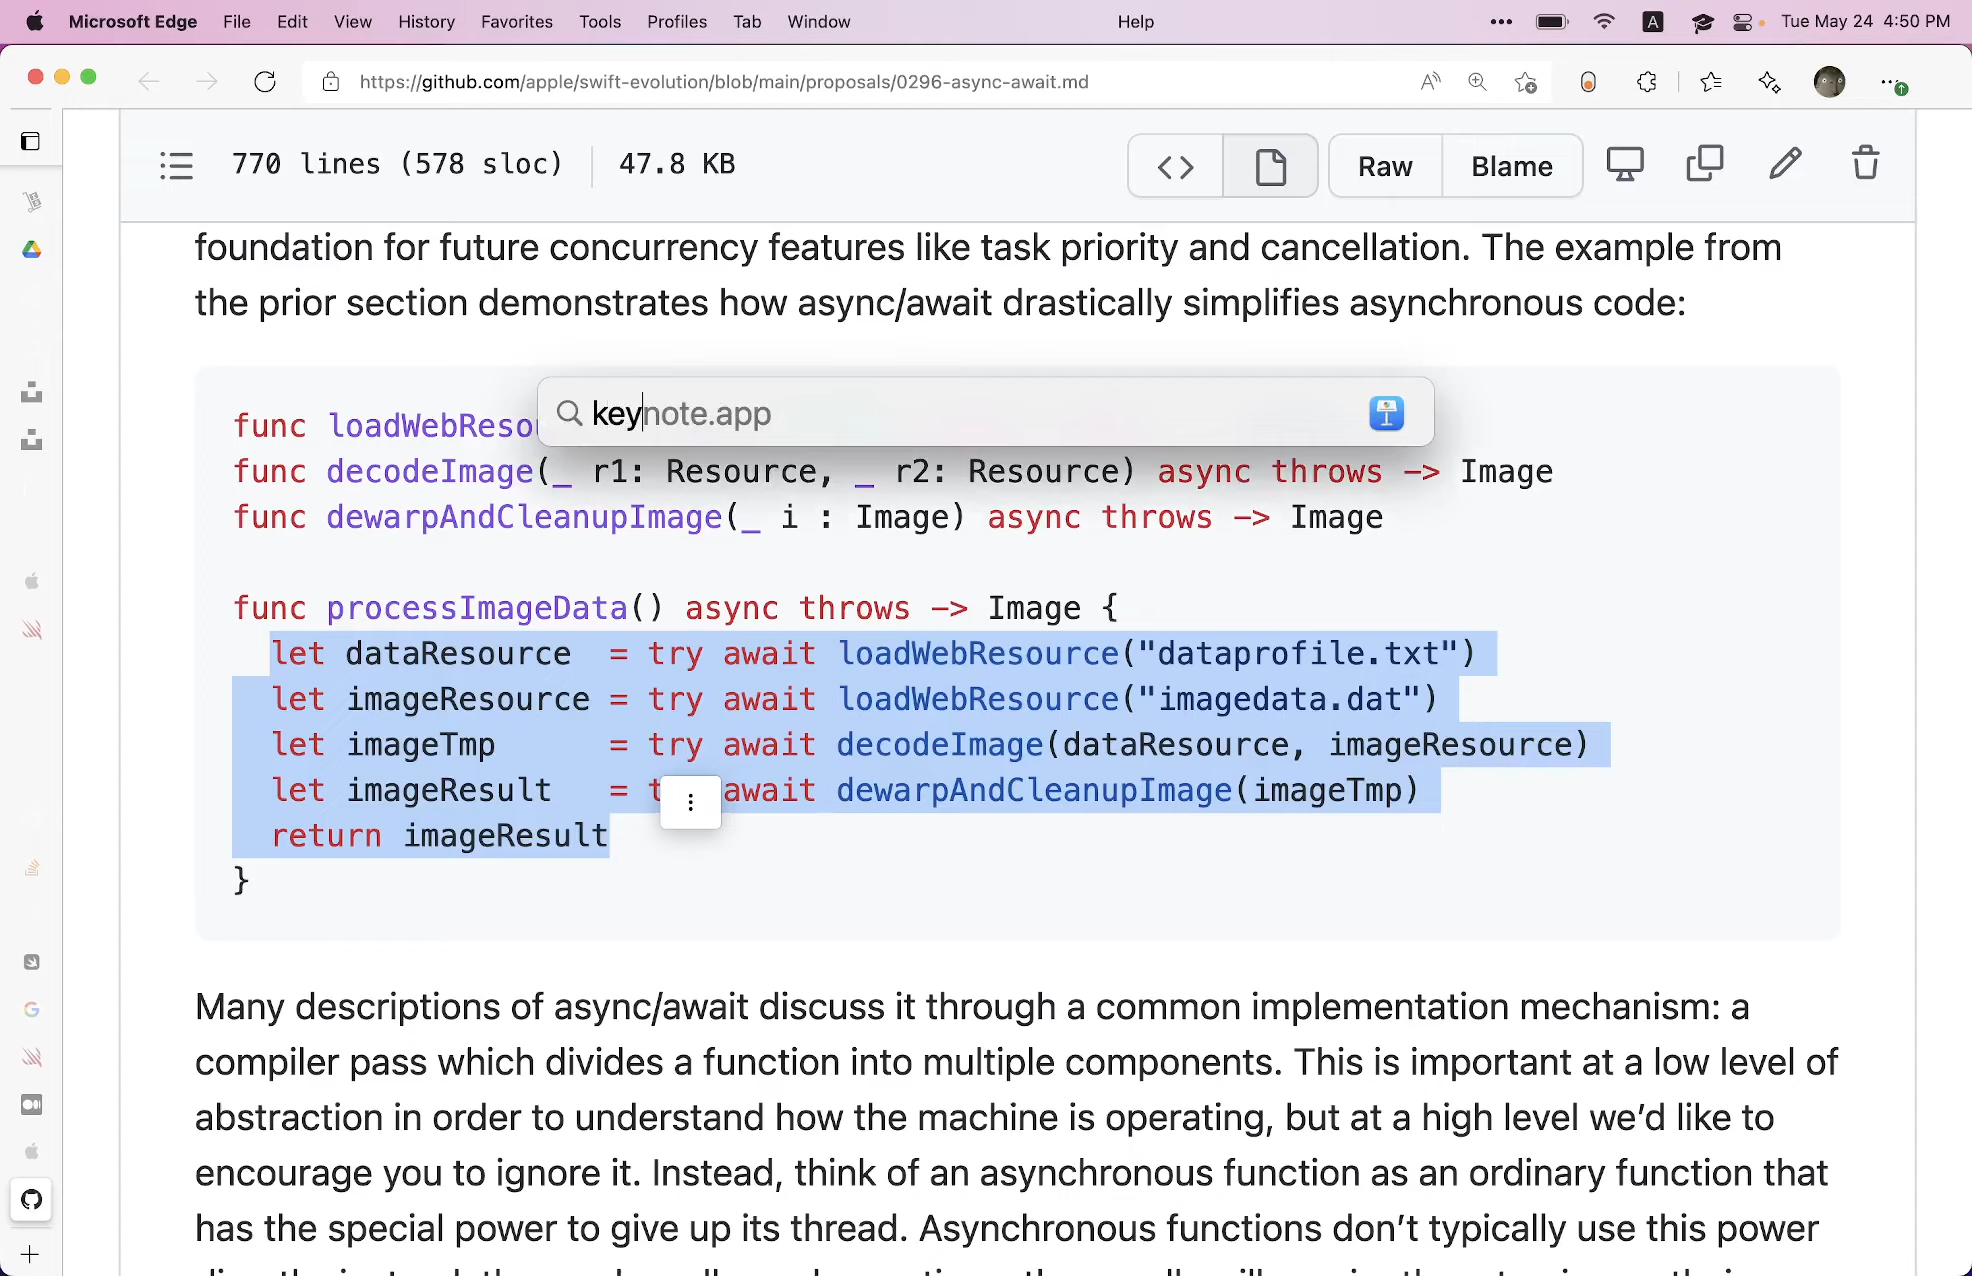 Microsoft Edge File Edit View History Favorites Tools Profiles Tab Window Help A Tue May 24 4:50 PM
https://github.com/apple/swift-evolution/blob/main/proposals/0296-async-await.md
770 lines (578 sloc) 47.8 KB <> Raw Blame
foundation for future concurrency features like task priority and cancellation. The example from
the prior section demonstrates how async/await drastically simplifies asynchronous code:
keynote.app
func loadWebResou
func decodeImage(_ r1: Resource, _ r2: Resource) async throws -> Image
func dewarpAndCleanupImage(_ i : Image) async throws -> Image
func processImageData() async throws -> Image {
let dataResource = try await loadWebResource("dataprofile.txt")
let imageResource = try await loadWebResource("imagedata.dat")
let imageTmp = try await decodeImage(dataResource, imageResource)
let imageResult = t await dewarpAndCleanupImage(imageTmp)
return imageResult
}
Many descriptions of async/await discuss it through a common implementation mechanism: a
compiler pass which divides a function into multiple components. This is important at a low level of
abstraction in order to understand how the machine is operating, but at a high level we’d like to
encourage you to ignore it. Instead, think of an asynchronous function as an ordinary function that
has the special power to give up its thread. Asynchronous functions don’t typically use this power